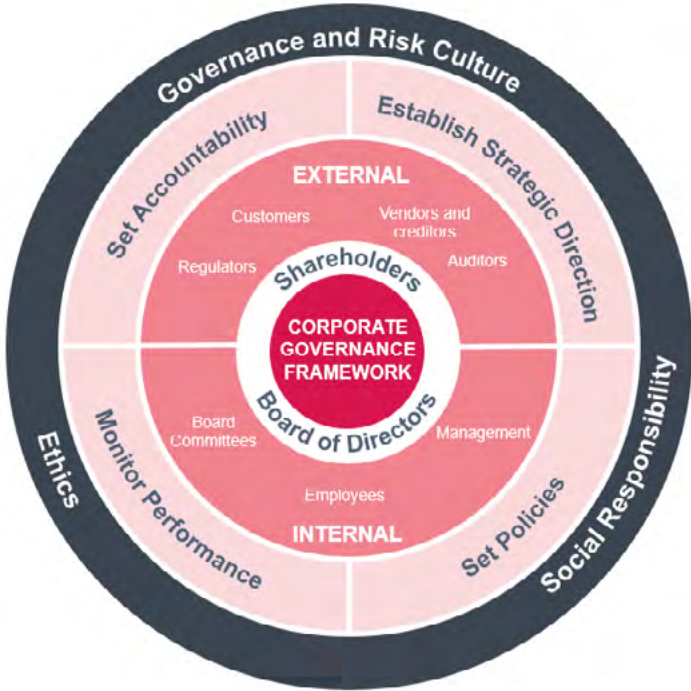 Governance and Risk Culture
Set Accountability
Establish Strategic Direction
EXTERNAL
Customers
Vendors and
creditors
Regulators
Auditors
Shareholders
CORPORATE
GOVERNANCE
FRAMEWORK
Board of Directors
Board
Committees
Management
Employees
INTERNAL
Monitor Performance
Set Policies
Ethics
Social Responsibility